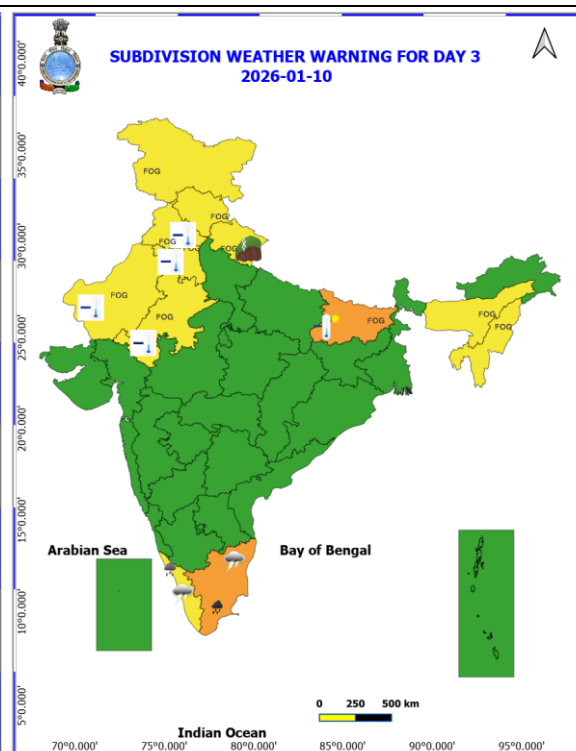 SUBDIVISION WEATHER WARNING FOR DAY 3
2026-01-10
40°0.000'
35°0.000'
30°0.000'
25°0.000'
20°0.000'
15°0.000'
10°0.000'
5°0.000'
FOG
FOG
FOG
FOG
FOG
FOG
FOG
FOG
FOG
FOG
Arabian Sea
Bay of Bengal
0 250 500 km
Indian Ocean
70°0.000' 75°0.000' 80°0.000' 85°0.000' 90°0.000' 95°0.000'